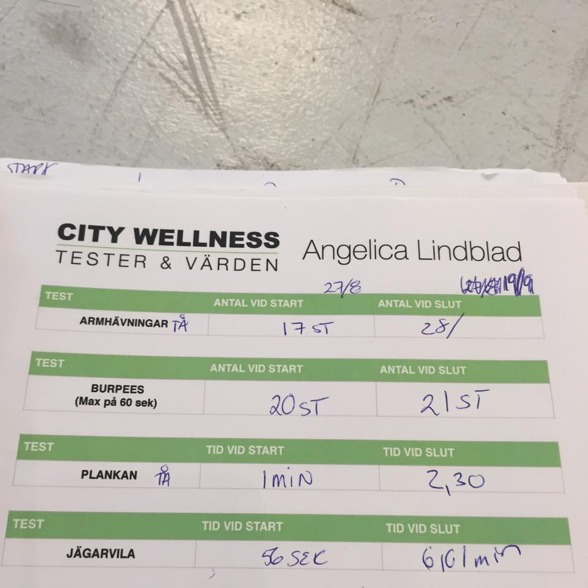 START
CITY WELLNESS
TESTER & VÄRDEN
Angelica Lindblad
27/8 19/9
TEST ANTAL VID START ANTAL VID SLUT
ARMHÄVNINGAR TÅ 17 ST 28/
TEST ANTAL VID START ANTAL VID SLUT
BURPEES
(Max på 60 sek) 20 ST 21 ST
TEST TID VID START TID VID SLUT
PLANKAN TÅ 1 MIN 2,30
TEST TID VID START TID VID SLUT
JÄGARVILA 56 SEK 6,01 min